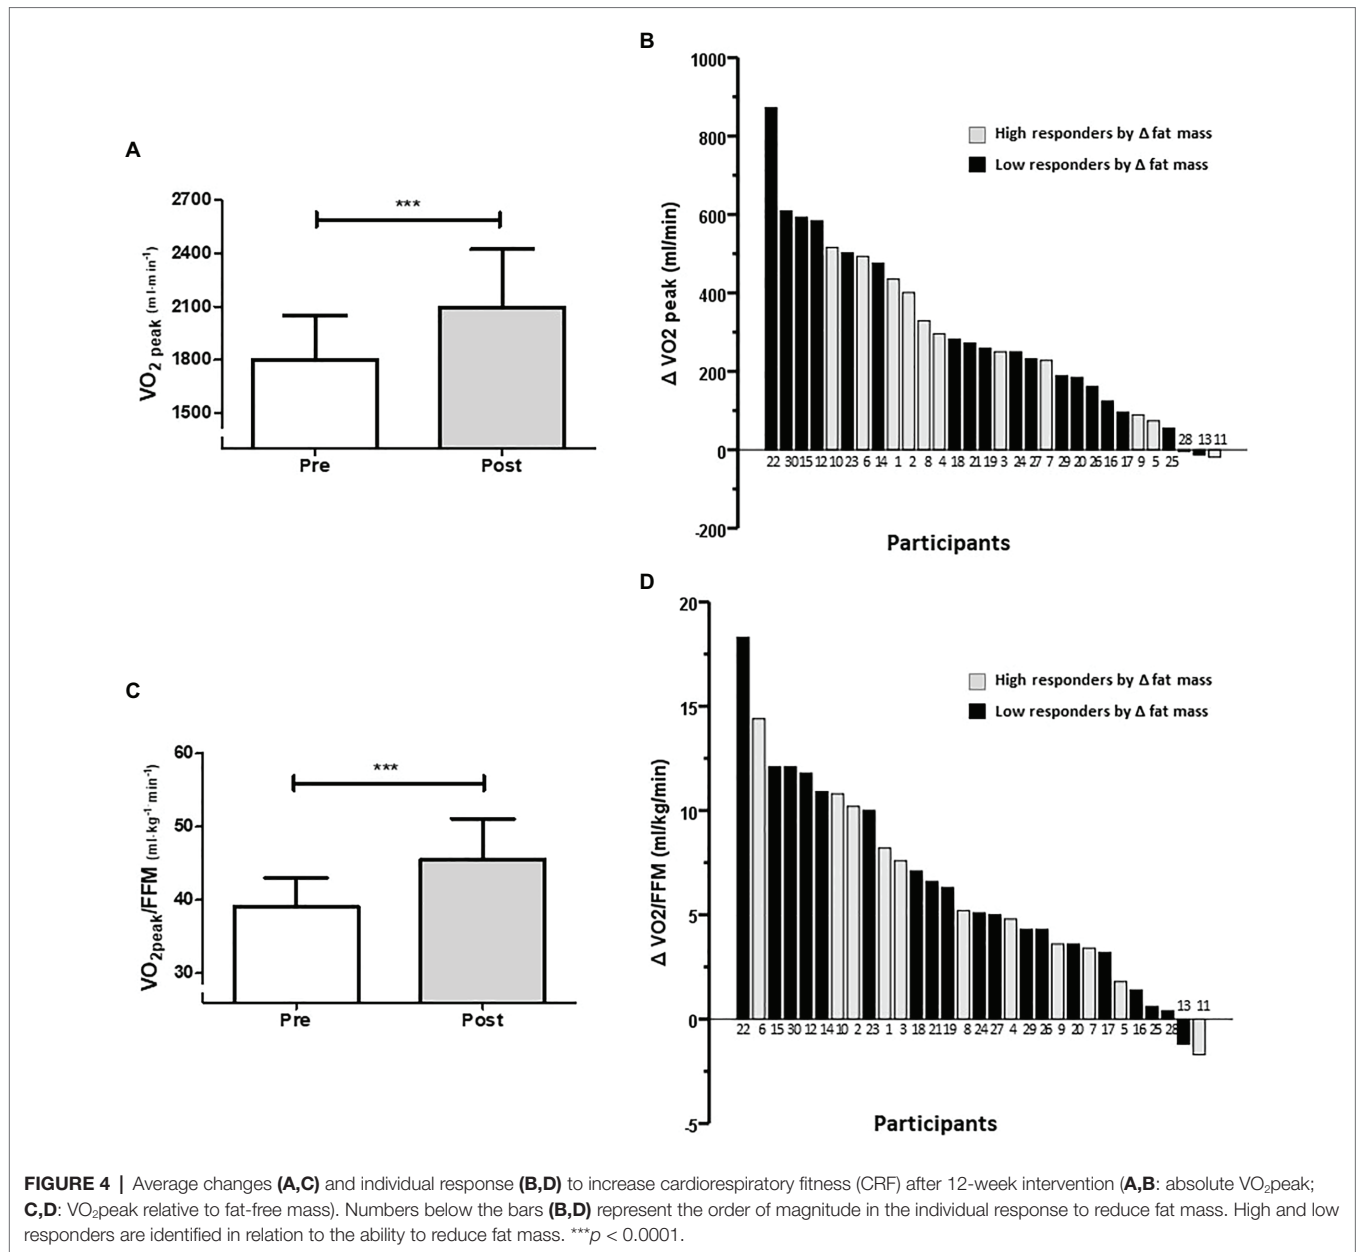 A
2700
2400
2100
1800
1500
VO2 peak (ml·min-1)
***
Pre Post
B
1000
800
600
400
200
0
-200
Δ VO2 peak (ml/min)
High responders by Δ fat mass
Low responders by Δ fat mass
28 13 11
22 30 15 12 10 23 6 14 1 2 8 4 18 21 19 3 24 27 7 29 20 26 16 17 9 5 25
Participants
C
60
50
40
30
VO2peak/FFM (ml·kg-1·min-1)
***
Pre Post
D
20
15
10
5
0
-5
Δ VO2/FFM (ml/kg/min)
High responders by Δ fat mass
Low responders by Δ fat mass
13 11
22 6 15 30 12 14 10 2 23 1 3 18 21 19 8 24 27 4 29 26 9 20 7 17 5 16 25 28
Participants
FIGURE 4 | Average changes (A,C) and individual response (B,D) to increase cardiorespiratory fitness (CRF) after 12-week intervention (A,B: absolute VO₂peak;
C,D: VO₂peak relative to fat-free mass). Numbers below the bars (B,D) represent the order of magnitude in the individual response to reduce fat mass. High and low
responders are identified in relation to the ability to reduce fat mass. ***p < 0.0001.